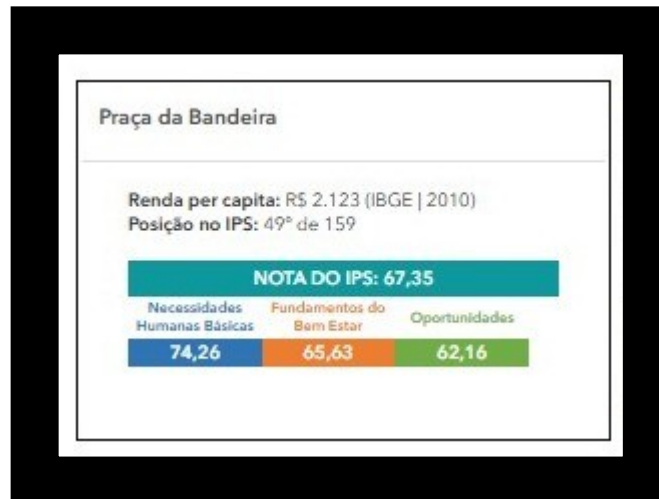 Praça da Bandeira
Renda per capita: R$ 2.123 (IBGE | 2010)
Posição no IPS: 49º de 159
NOTA DO IPS: 67,35
Necessidades Humanas Básicas
Fundamentos do Bem Estar
Oportunidades
74,26 65,63 62,16